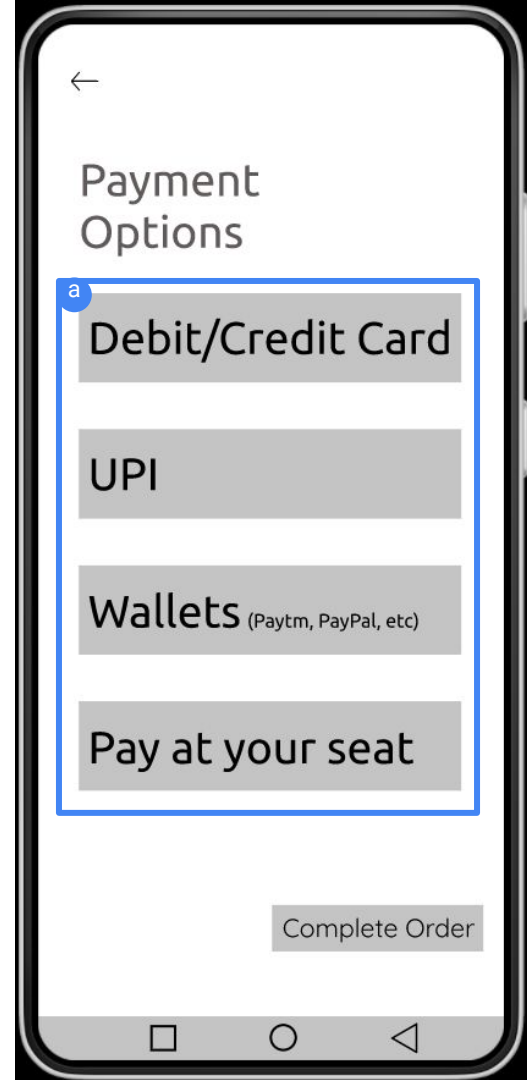 Payment
Options
a
Debit/Credit Card
UPI
Wallets (Paytm, PayPal, etc)
Pay at your seat
Complete Order